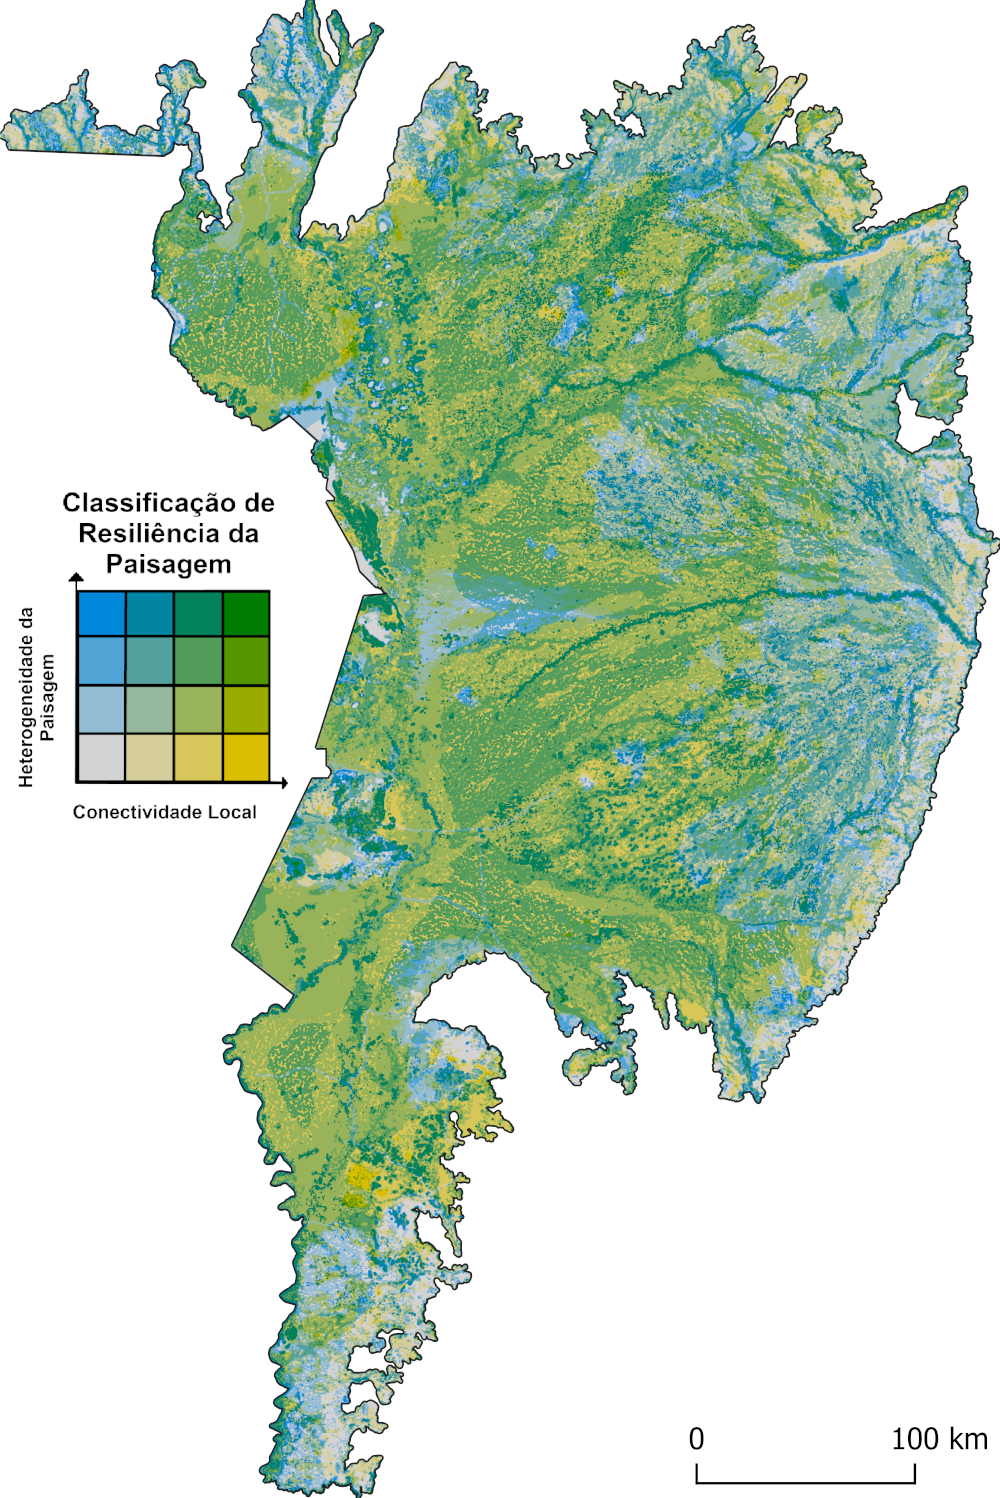 Classificação de
Resiliência da
Paisagem
Heterogeneidade da
Paisagem
Conectividade Local
0 100 km